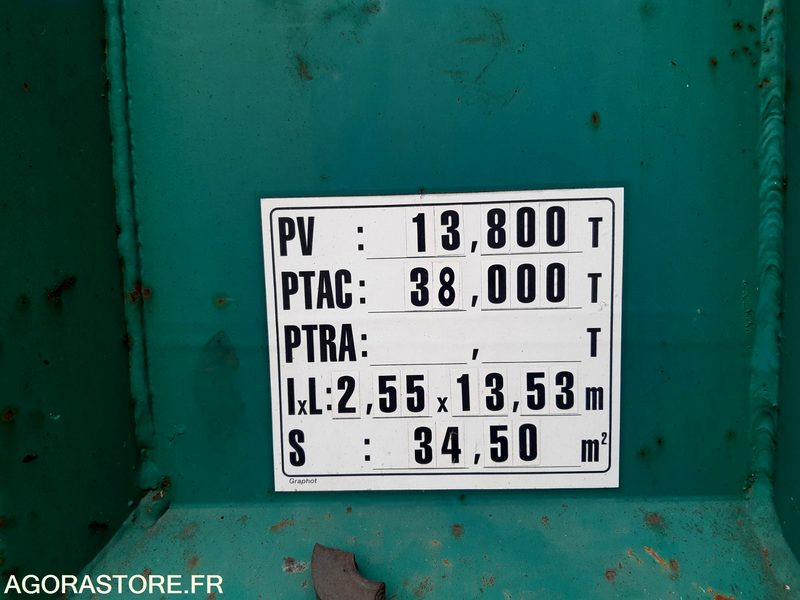 PV : 13,800 T
PTAC: 38,000 T
PTRA: , T
lxL:2,55 x 13,53 m
S : 34,50 m²
Graphot
AGORASTORE.FR